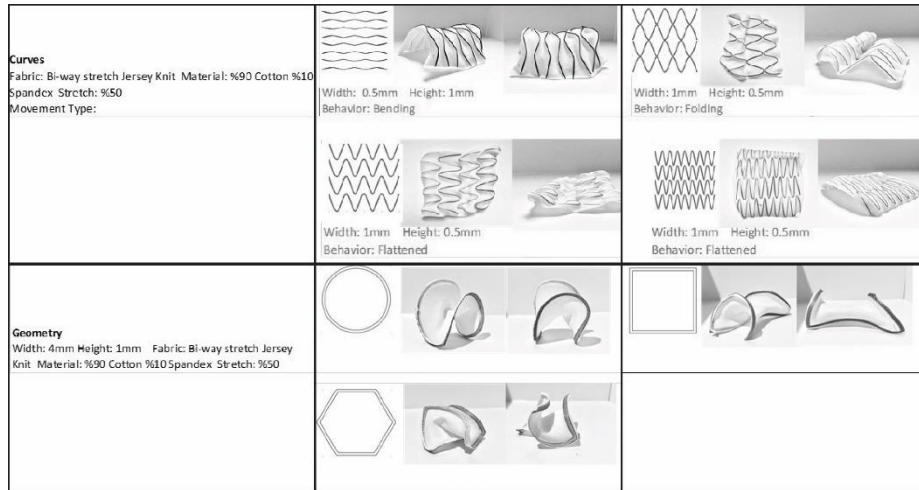 Curves
Fabric: Bi-way stretch Jersey Knit Material: %90 Cotton %10
Spandex Stretch: %50
Movement Type:
Width: 0.5mm Height: 1mm
Behavior: Bending
Width: 1mm Height: 0.5mm
Behavior: Folding
Width: 1mm Height: 0.5mm
Behavior: Flattened
Width: 1mm Height: 0.5mm
Behavior: Flattened
Geometry
Width: 4mm Height: 1mm Fabric: Bi-way stretch Jersey
Knit Material: %90 Cotton %10 Spandex Stretch: %50